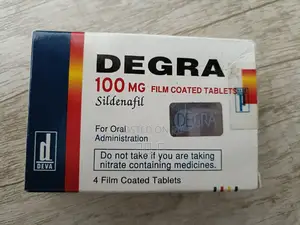 DEGRA
100 MG FILM COATED TABLETS
Sildenafil
For Oral
Administration
DEGRA
Do not take if you are taking
nitrate containing medicines.
d
DEVA
4 Film Coated Tablets